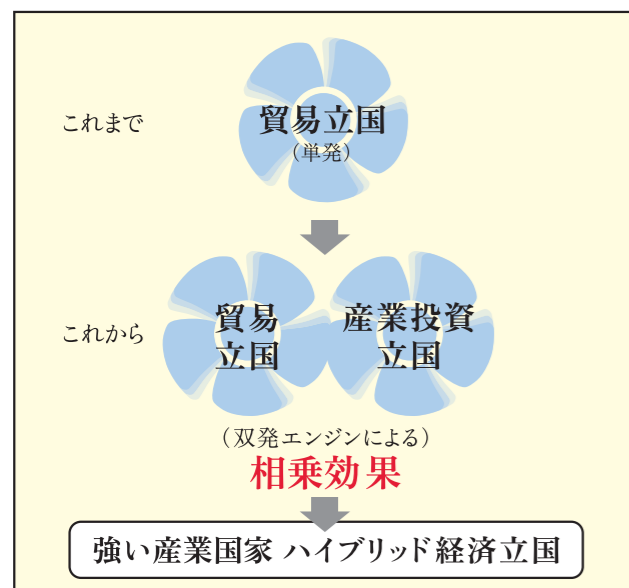 これまで
貿易立国
（単発）
これから
貿易
立国
産業投資
立国
（双発エンジンによる）
相乗効果
強い産業国家 ハイブリッド経済立国